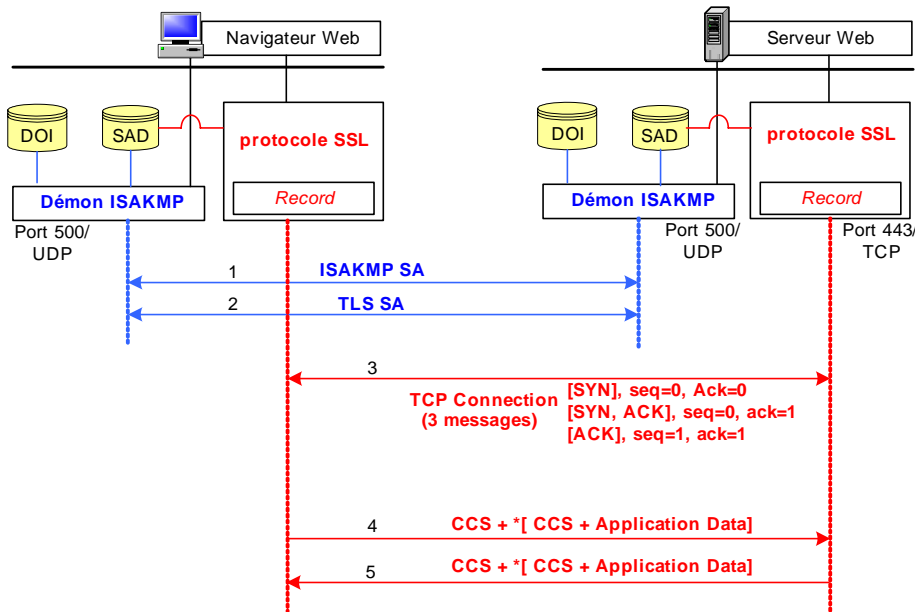 Navigateur Web
Serveur Web
DOI
SAD
protocole SSL
DOI
SAD
protocole SSL
Démon ISAKMP
Record
Démon ISAKMP
Record
Port 500/
UDP
Port 500/
UDP
Port 443/
TCP
1
ISAKMP SA
2
TLS SA
3
TCP Connection
(3 messages)
[SYN], seq=0, Ack=0
[SYN, ACK], seq=0, ack=1
[ACK], seq=1, ack=1
4
CCS + *[ CCS + Application Data]
5
CCS + *[ CCS + Application Data]